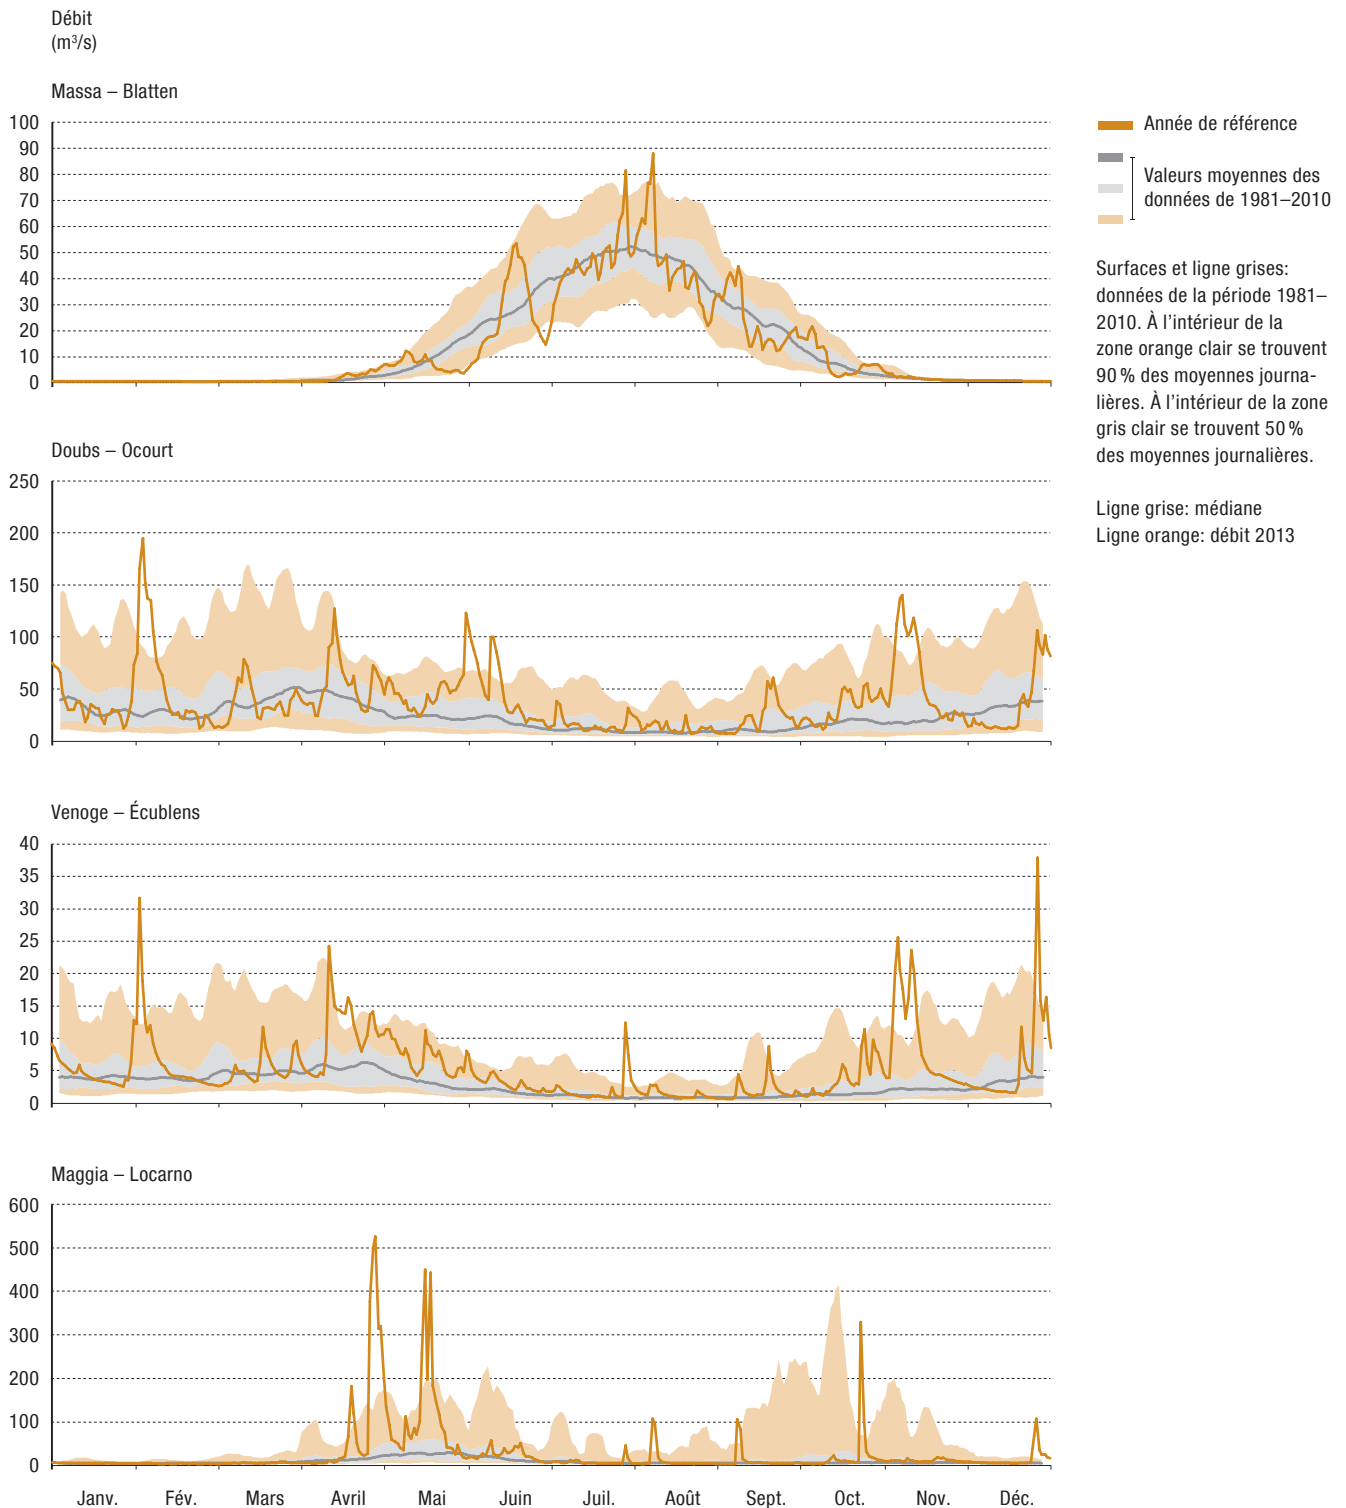 Débit
(m³/s)
Massa – Blatten
100
90
80
70
60
50
40
30
20
10
0
Année de référence
Valeurs moyennes des
données de 1981–2010
Surfaces et ligne grises:
données de la période 1981–
2010. À l'intérieur de la
zone orange clair se trouvent
90 % des moyennes journa-
lières. À l'intérieur de la zone
gris clair se trouvent 50 %
des moyennes journalières.
Ligne grise: médiane
Ligne orange: débit 2013
Doubs – Ocourt
250
200
150
100
50
0
Venoge – Écublens
40
35
30
25
20
15
10
5
0
Maggia – Locarno
600
500
400
300
200
100
0
Janv. Fév. Mars Avril Mai Juin Juil. Août Sept. Oct. Nov. Déc.